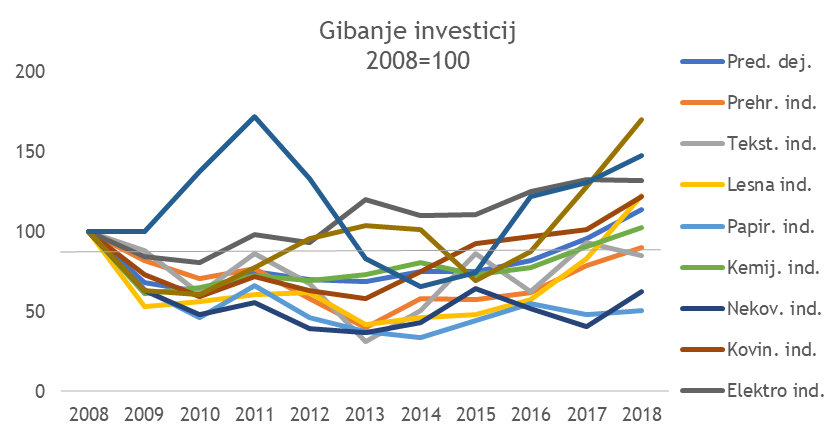 Gibanje investicij
2008=100
200
150
100
50
0
2008 2009 2010 2011 2012 2013 2014 2015 2016 2017 2018
Pred. dej.
Prehr. ind.
Tekst. ind.
Lesna ind.
Papir. ind.
Kemij. ind.
Nekov. ind.
Kovin. ind.
Elektro ind.